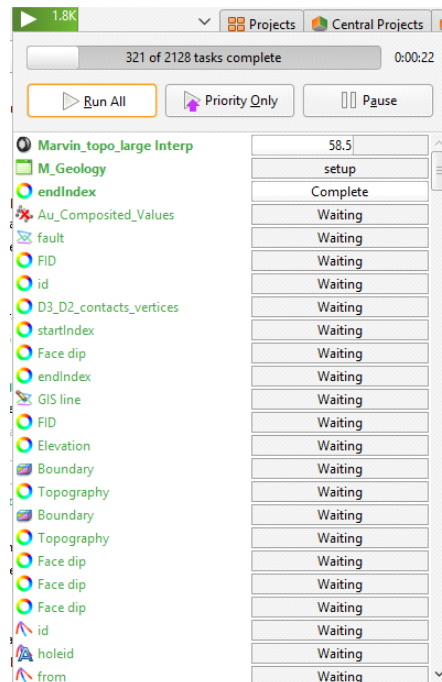 1.8K
Projects Central Projects
321 of 2128 tasks complete 0:00:22
Run All Priority Only Pause
Marvin_topo_large Interp 58.5
M_Geology setup
endIndex Complete
Au_Composited_Values Waiting
fault Waiting
FID Waiting
id Waiting
D3_D2_contacts_vertices Waiting
startIndex Waiting
Face dip Waiting
endIndex Waiting
GIS line Waiting
FID Waiting
Elevation Waiting
Boundary Waiting
Topography Waiting
Boundary Waiting
Topography Waiting
Face dip Waiting
Face dip Waiting
Face dip Waiting
id Waiting
holeid Waiting
from Waiting